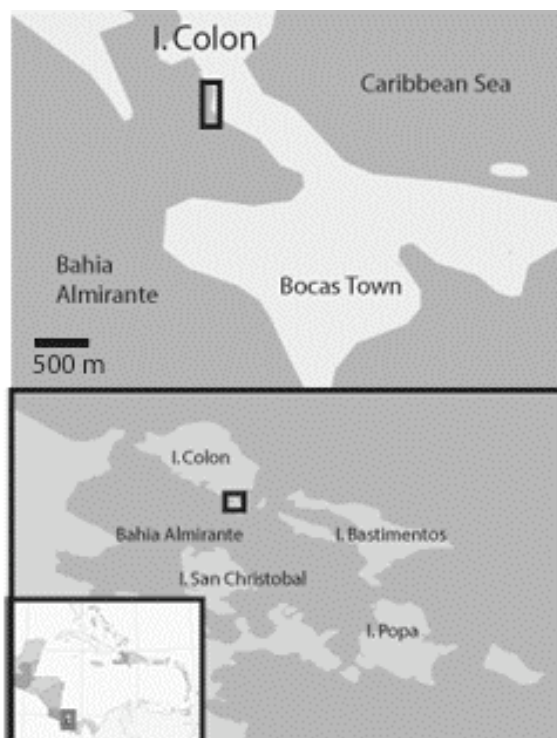 I. Colon
Caribbean Sea
Bahia
Almirante
Bocas Town
500 m
I. Colon
Bahia Almirante
I. Bastimentos
I. San Christobal
I. Popa